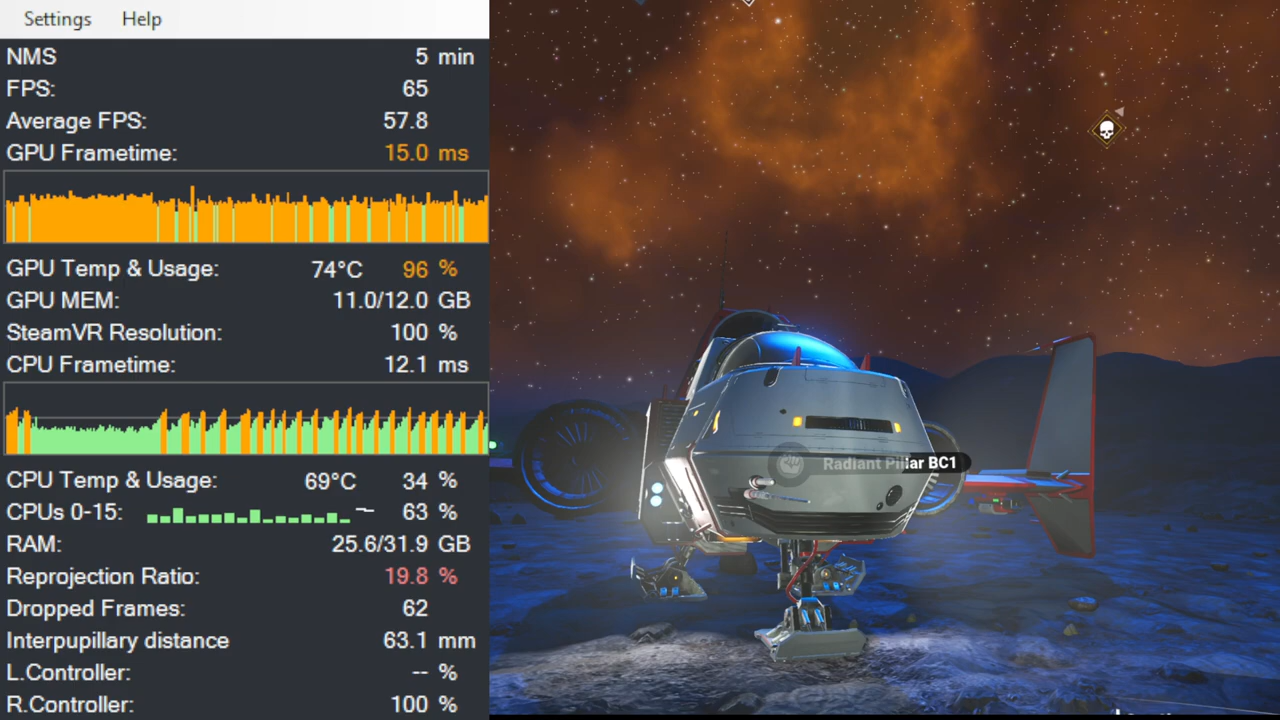 Settings Help
NMS 5 min
FPS: 65
Average FPS: 57.8
GPU Frametime: 15.0 ms
GPU Temp & Usage: 74°C 96 %
GPU MEM: 11.0/12.0 GB
SteamVR Resolution: 100 %
CPU Frametime: 12.1 ms
CPU Temp & Usage: 69°C 34 %
CPUs 0-15: 63 %
RAM: 25.6/31.9 GB
Reprojection Ratio: 19.8 %
Dropped Frames: 62
Interpupillary distance 63.1 mm
L.Controller: -- %
R.Controller: 100 %
Radiant Pillar BC1